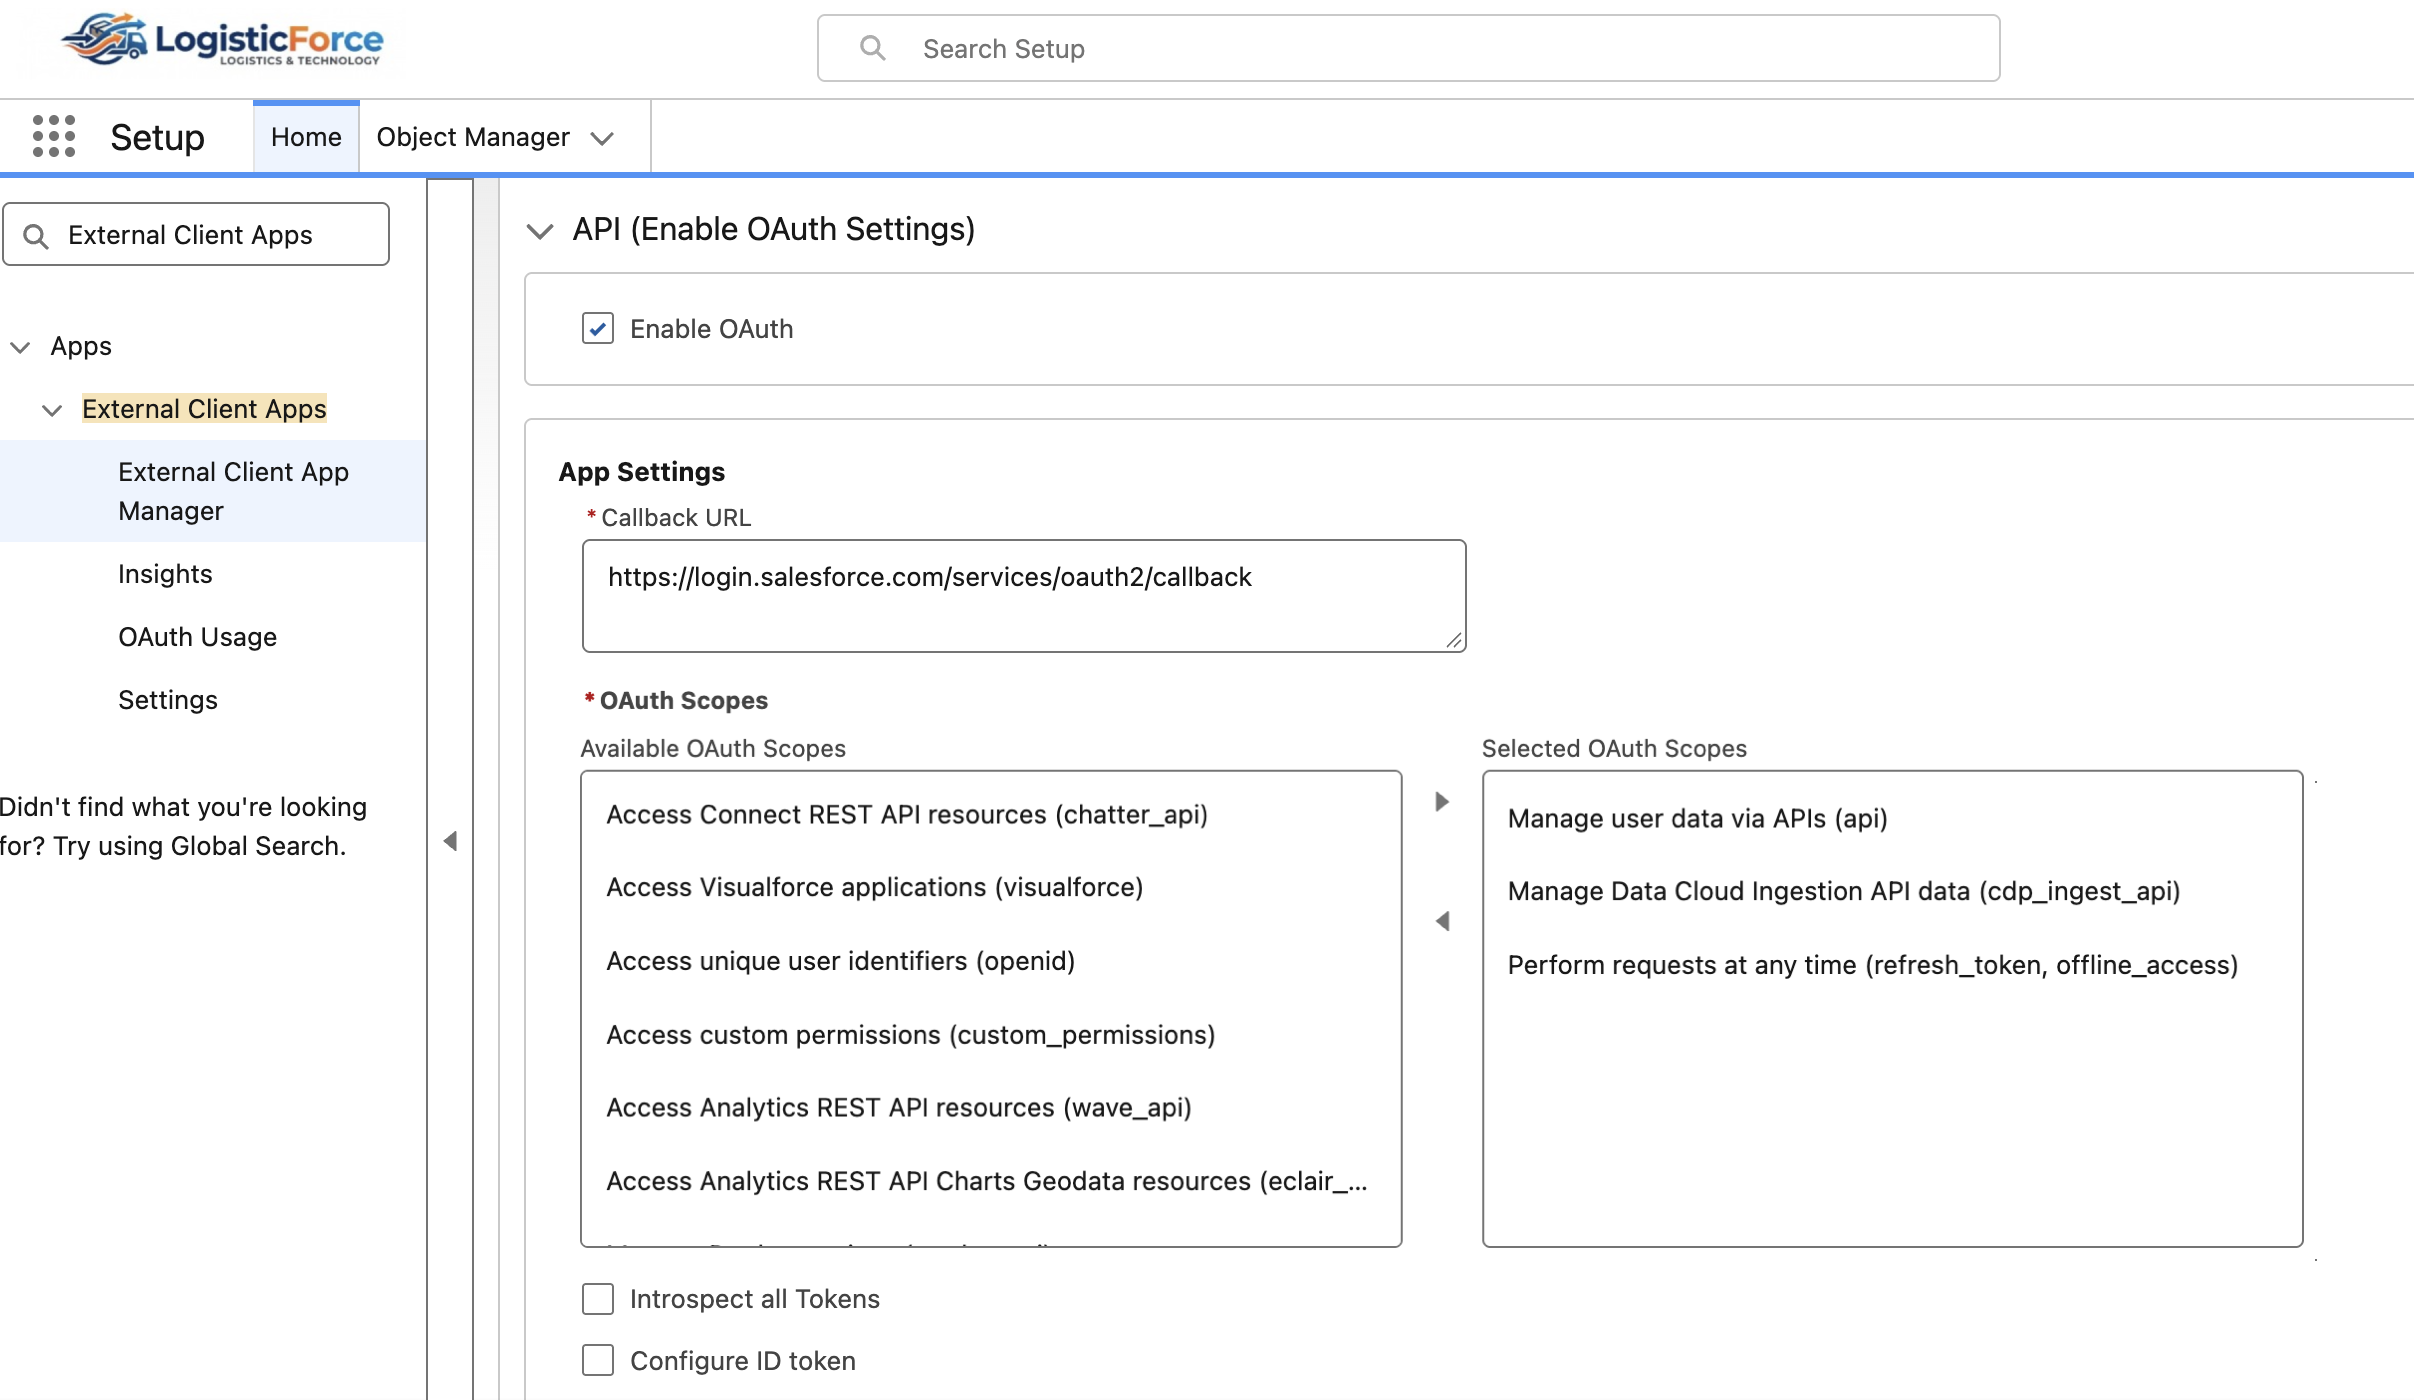 LogisticForce
LOGISTICS & TECHNOLOGY
Search Setup
Setup
Home
Object Manager
External Client Apps
Apps
External Client Apps
External Client App
Manager
Insights
OAuth Usage
Settings
Didn't find what you're looking
for? Try using Global Search.
API (Enable OAuth Settings)
Enable OAuth
App Settings
* Callback URL
https://login.salesforce.com/services/oauth2/callback
* OAuth Scopes
Available OAuth Scopes
Access Connect REST API resources (chatter_api)
Access Visualforce applications (visualforce)
Access unique user identifiers (openid)
Access custom permissions (custom_permissions)
Access Analytics REST API resources (wave_api)
Access Analytics REST API Charts Geodata resources (eclair_...
Selected OAuth Scopes
Manage user data via APIs (api)
Manage Data Cloud Ingestion API data (cdp_ingest_api)
Perform requests at any time (refresh_token, offline_access)
Introspect all Tokens
Configure ID token